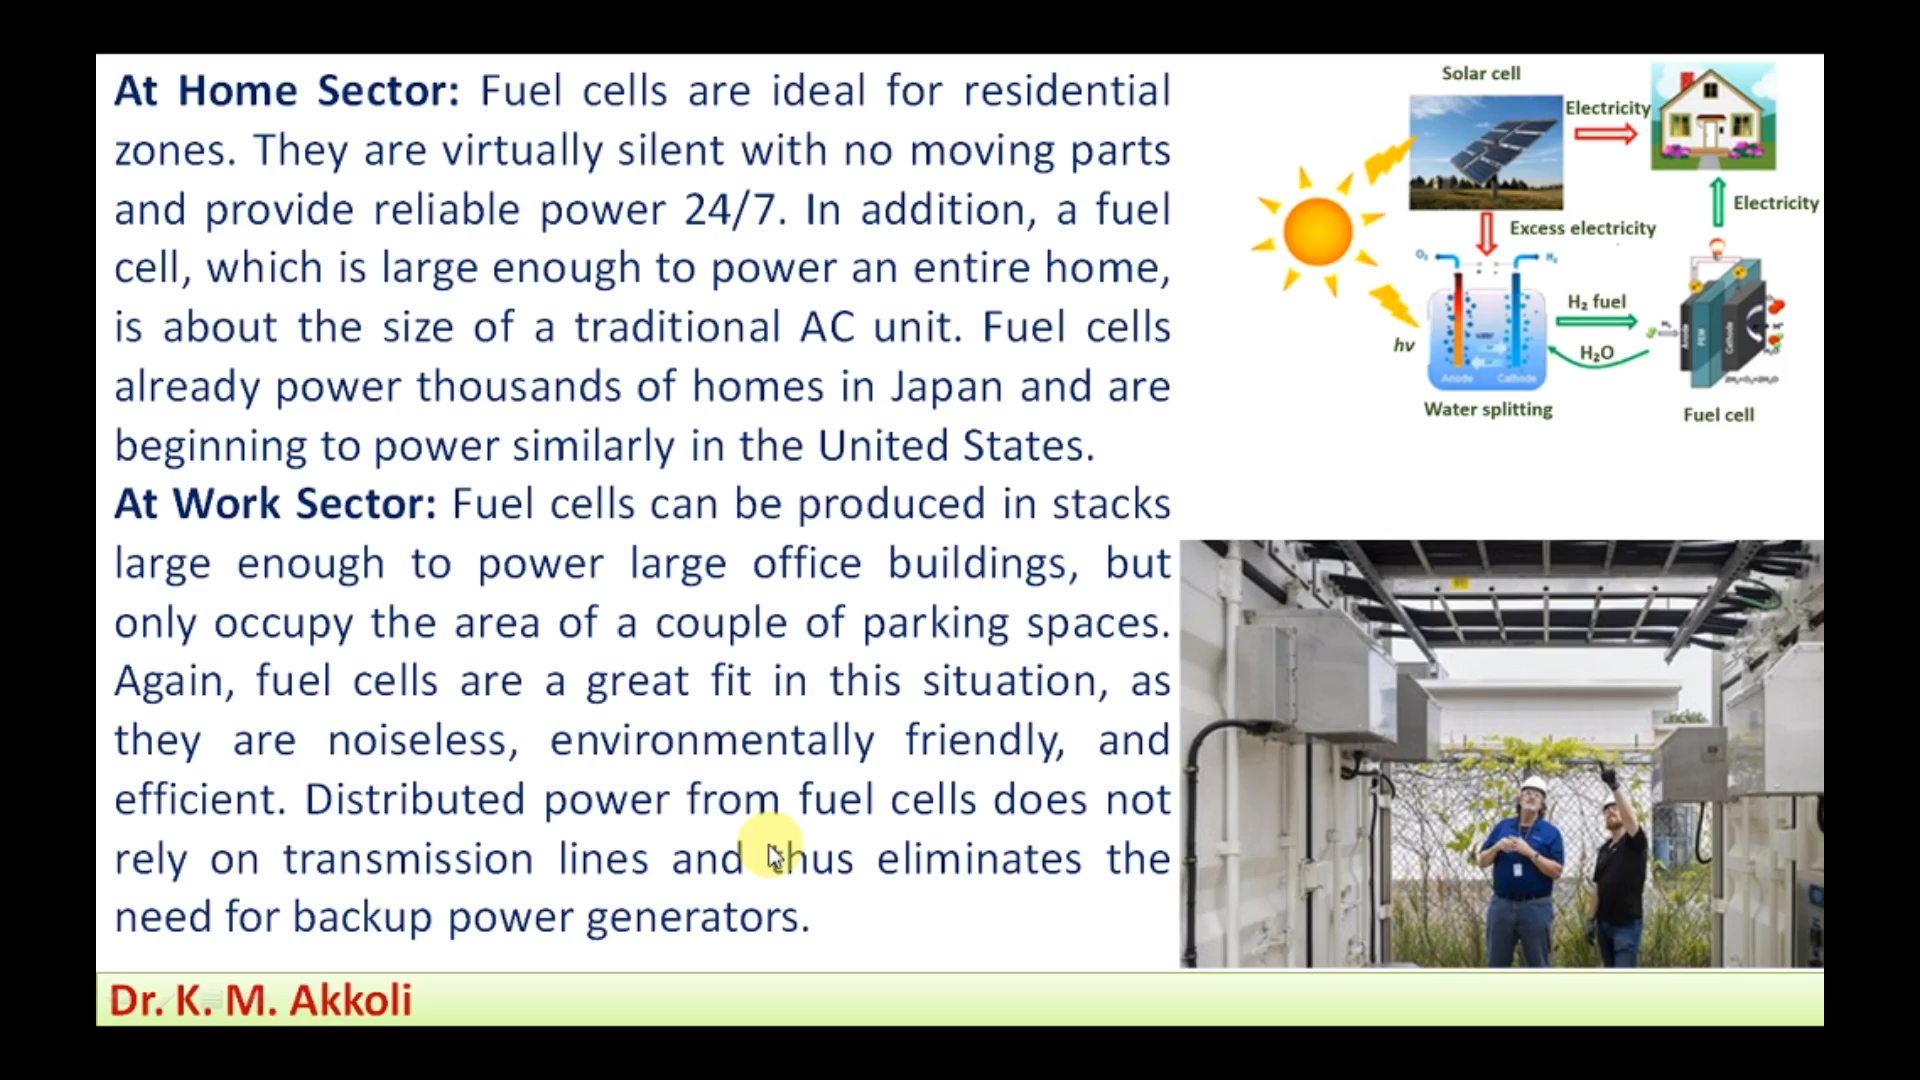 At Home Sector: Fuel cells are ideal for residential
zones. They are virtually silent with no moving parts
and provide reliable power 24/7. In addition, a fuel
cell, which is large enough to power an entire home,
is about the size of a traditional AC unit. Fuel cells
already power thousands of homes in Japan and are
beginning to power similarly in the United States.
At Work Sector: Fuel cells can be produced in stacks
large enough to power large office buildings, but
only occupy the area of a couple of parking spaces.
Again, fuel cells are a great fit in this situation, as
they are noiseless, environmentally friendly, and
efficient. Distributed power from fuel cells does not
rely on transmission lines and thus eliminates the
need for backup power generators.
Solar cell
Electricity
Electricity
Excess electricity
O₂
H₂
H₂ fuel
H₂O
hv
water
Anode
Cathode
Water splitting
Anode
PEM
Cathode
Fuel cell
Dr. K. M. Akkoli